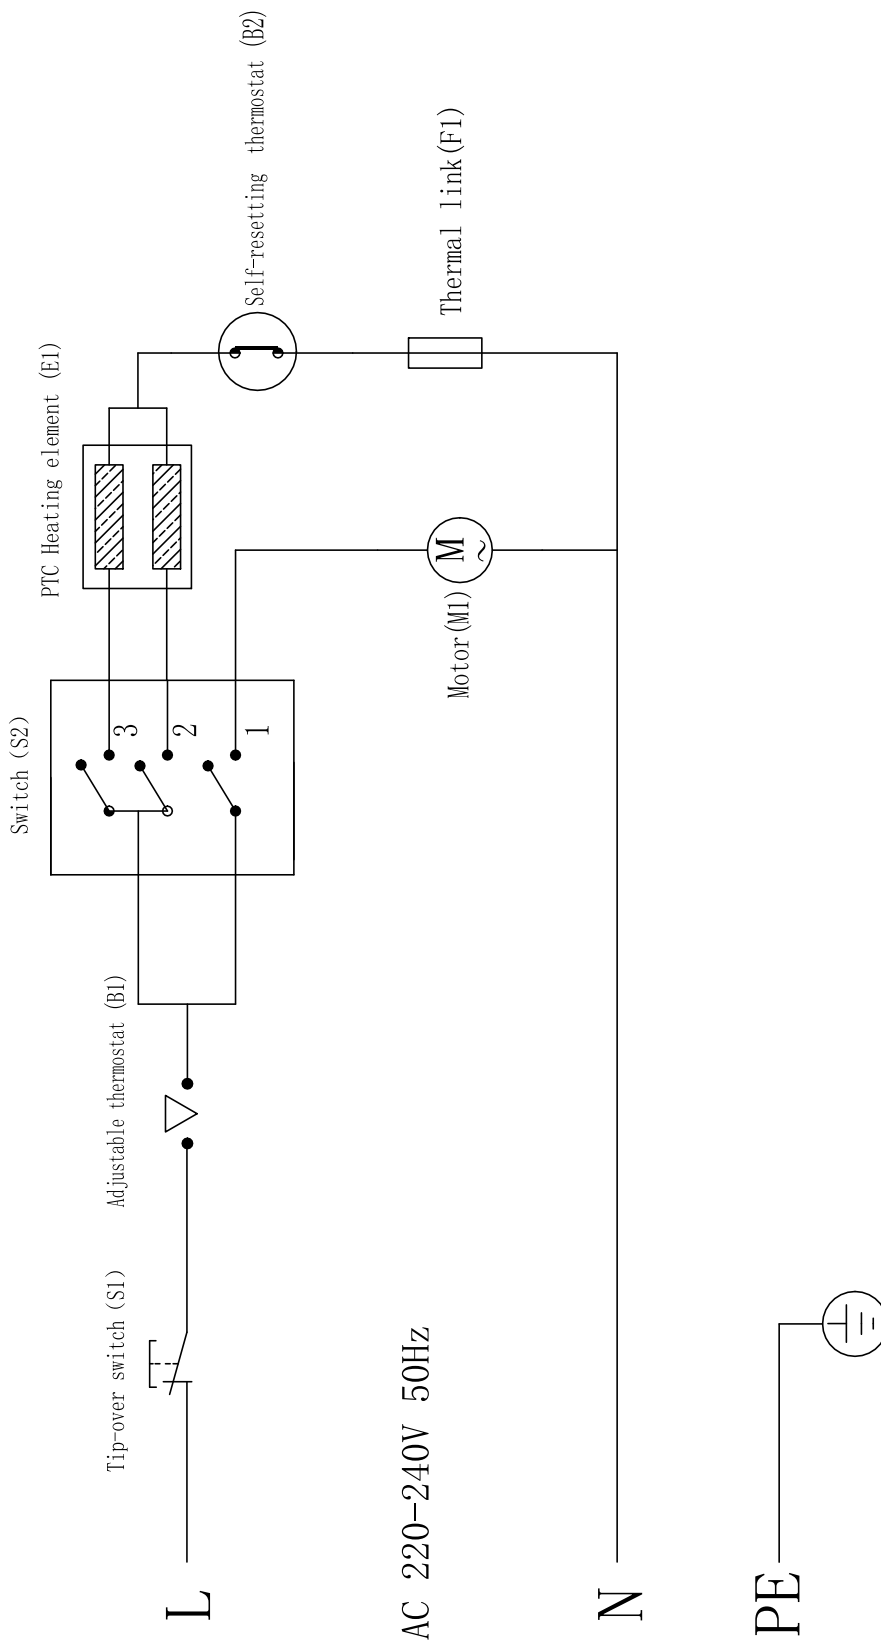 Switch (S2)
PTC Heating element (E1)
Self-resetting thermostat (B2)
Tip-over switch (S1)
Adjustable thermostat (B1)
3
2
1
L
Motor(M1)
M
~
Thermal link(F1)
AC 220-240V 50Hz
N
PE